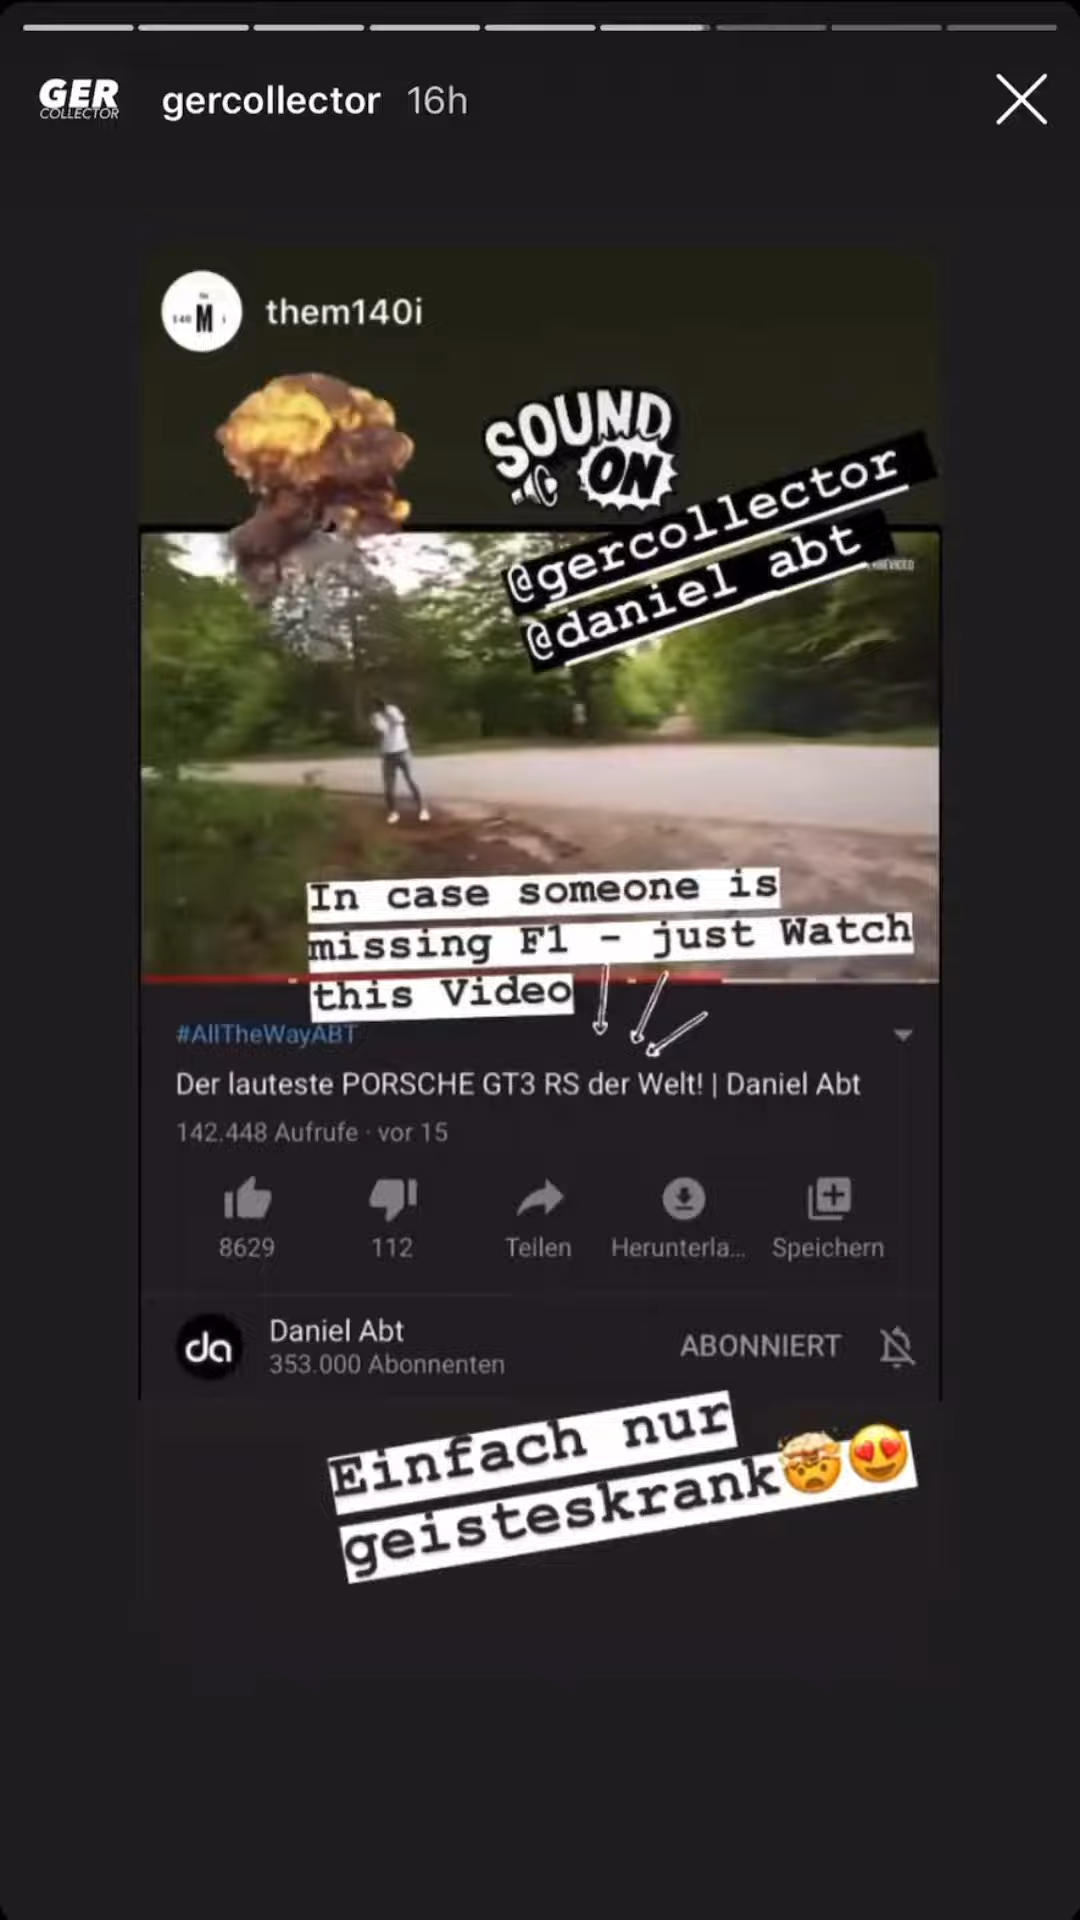 GER
COLLECTOR
gercollector 16h
140 M i
them140i
SOUND
ON
@gercollector
@daniel abt
In case someone is
missing F1 - just Watch
this Video
#AllTheWayABT
Der lauteste PORSCHE GT3 RS der Welt! | Daniel Abt
142.448 Aufrufe · vor 15
8629
112
Teilen
Herunterla...
Speichern
da
Daniel Abt
353.000 Abonnenten
ABONNIERT
Einfach nur
geisteskrank🤯😍